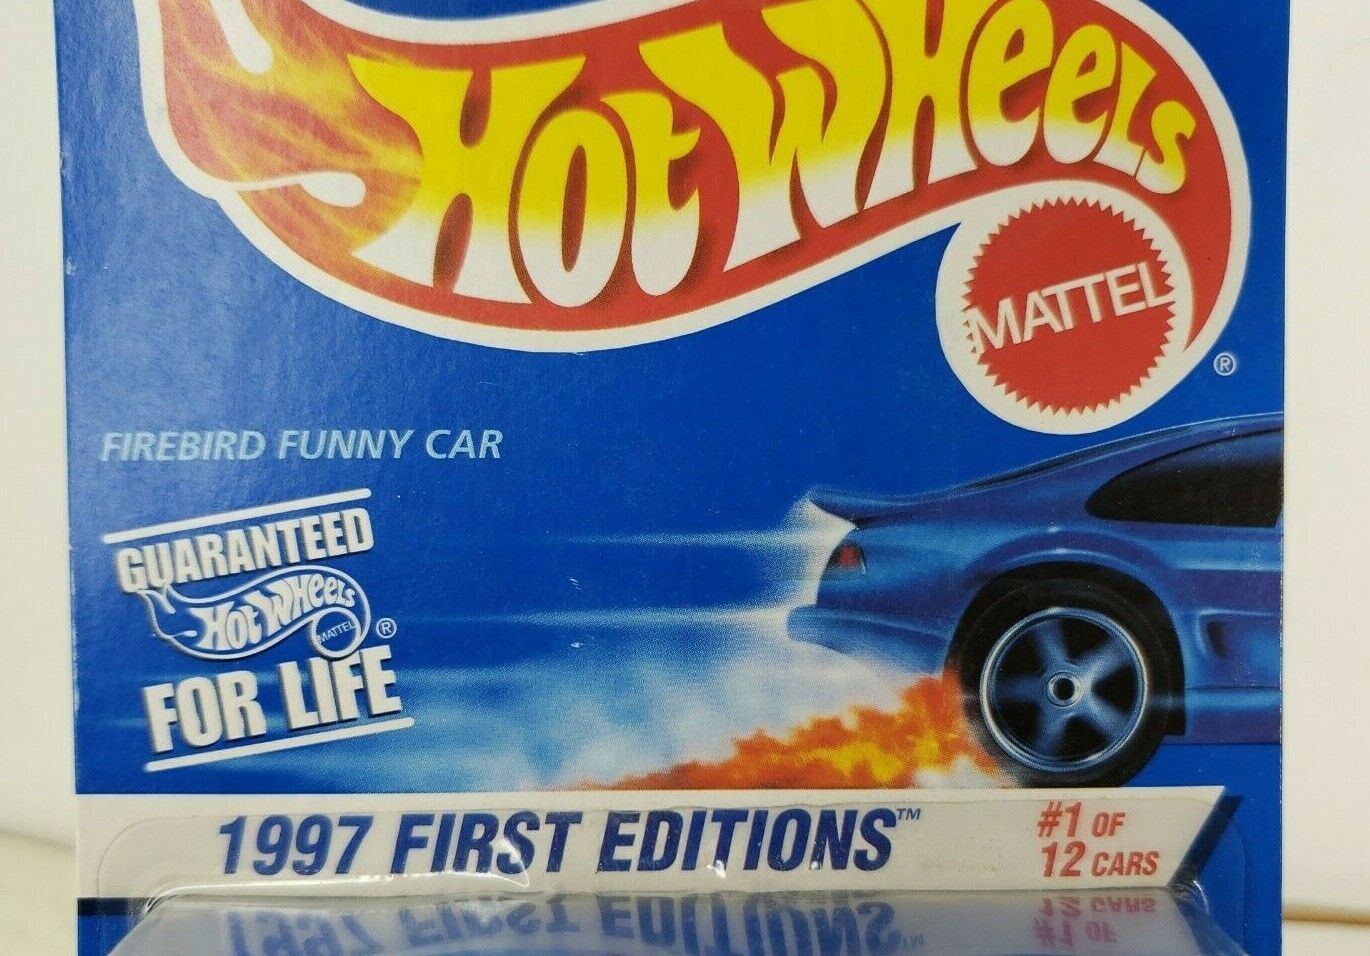 Hot Wheels
MATTEL
®
FIREBIRD FUNNY CAR
GUARANTEED
Hot Wheels
MATTEL ®
FOR LIFE
1997 FIRST EDITIONS™
#1 OF
12 CARS